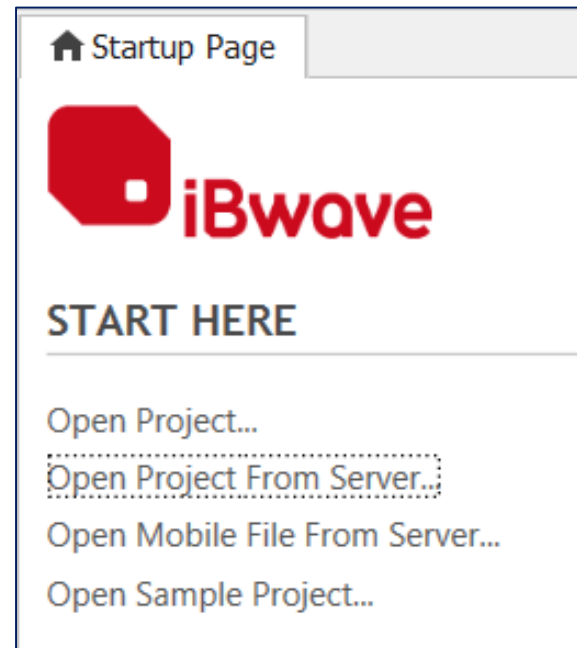 Startup Page
iBwave
START HERE
Open Project...
Open Project From Server...
Open Mobile File From Server...
Open Sample Project...